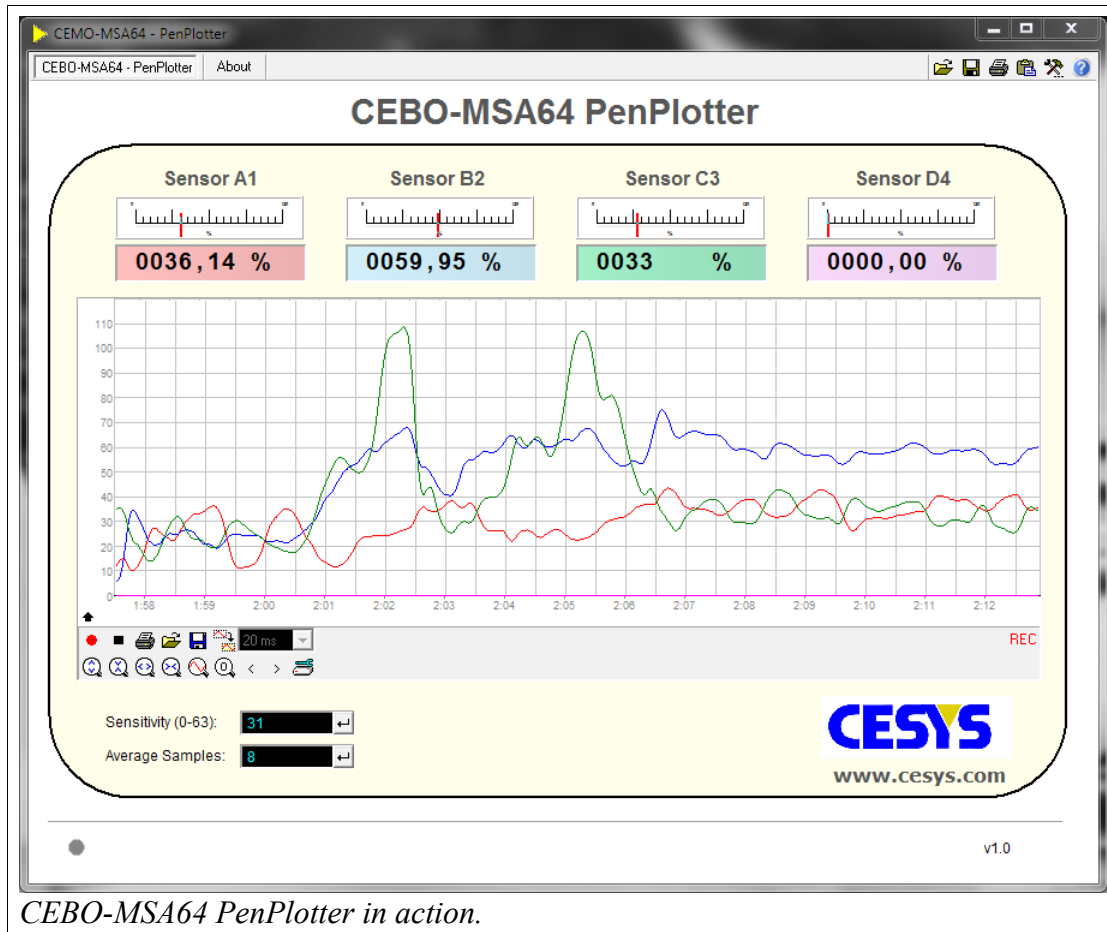 CEMO-MSA64 - PenPlotter
CEBO-MSA64 - PenPlotter About
CEBO-MSA64 PenPlotter
Sensor A1 Sensor B2 Sensor C3 Sensor D4
% % % %
0036,14 % 0059,95 % 0033 % 0000,00 %
110
100
90
80
70
60
50
40
30
20
10
0
1:58 1:59 2:00 2:01 2:02 2:03 2:04 2:05 2:06 2:07 2:08 2:09 2:10 2:11 2:12
20 ms REC
Sensitivity (0-63): 31
Average Samples: 8
CESYS
www.cesys.com
v1.0
CEBO-MSA64 PenPlotter in action.